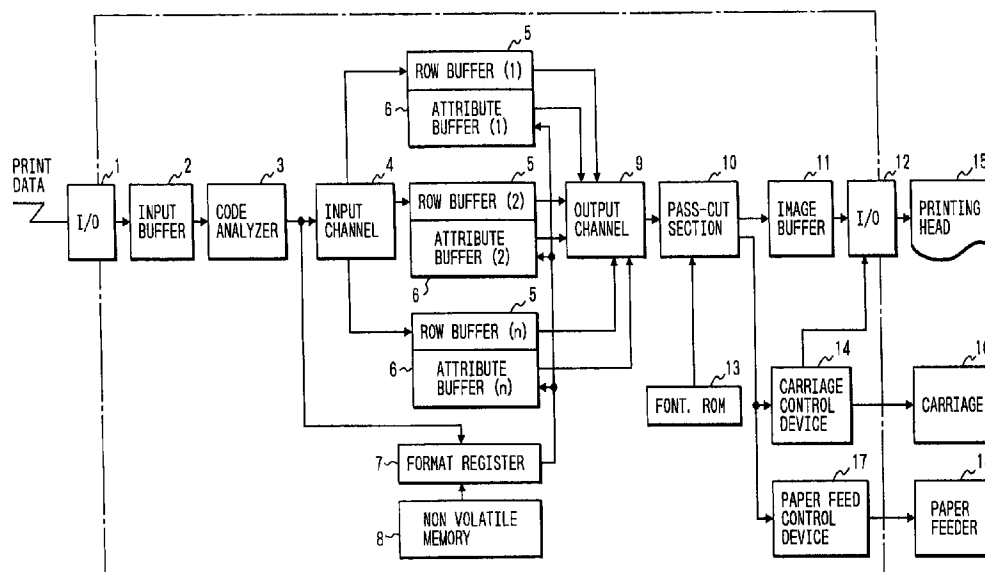 5
ROW BUFFER (1)
6
ATTRIBUTE
BUFFER (1)
PRINT
DATA
1
I/O
2
INPUT
BUFFER
3
CODE
ANALYZER
4
INPUT
CHANNEL
5
ROW BUFFER (2)
ATTRIBUTE
BUFFER (2)
6
9
OUTPUT
CHANNEL
10
PASS-CUT
SECTION
11
IMAGE
BUFFER
12
I/O
15
PRINTING
HEAD
5
ROW BUFFER (n)
6
ATTRIBUTE
BUFFER (n)
13
FONT. ROM
14
CARRIAGE
CONTROL
DEVICE
16
CARRIAGE
7
FORMAT REGISTER
8
NON VOLATILE
MEMORY
17
PAPER FEED
CONTROL
DEVICE
PAPER
FEEDER